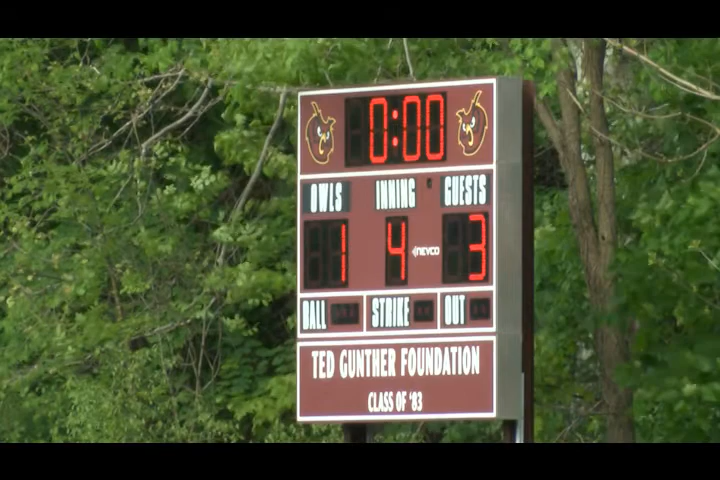 0:00
OWLS INNING GUESTS
1 4 3
NEVCO
BALL STRIKE OUT
TED GUNTHER FOUNDATION
CLASS OF '83